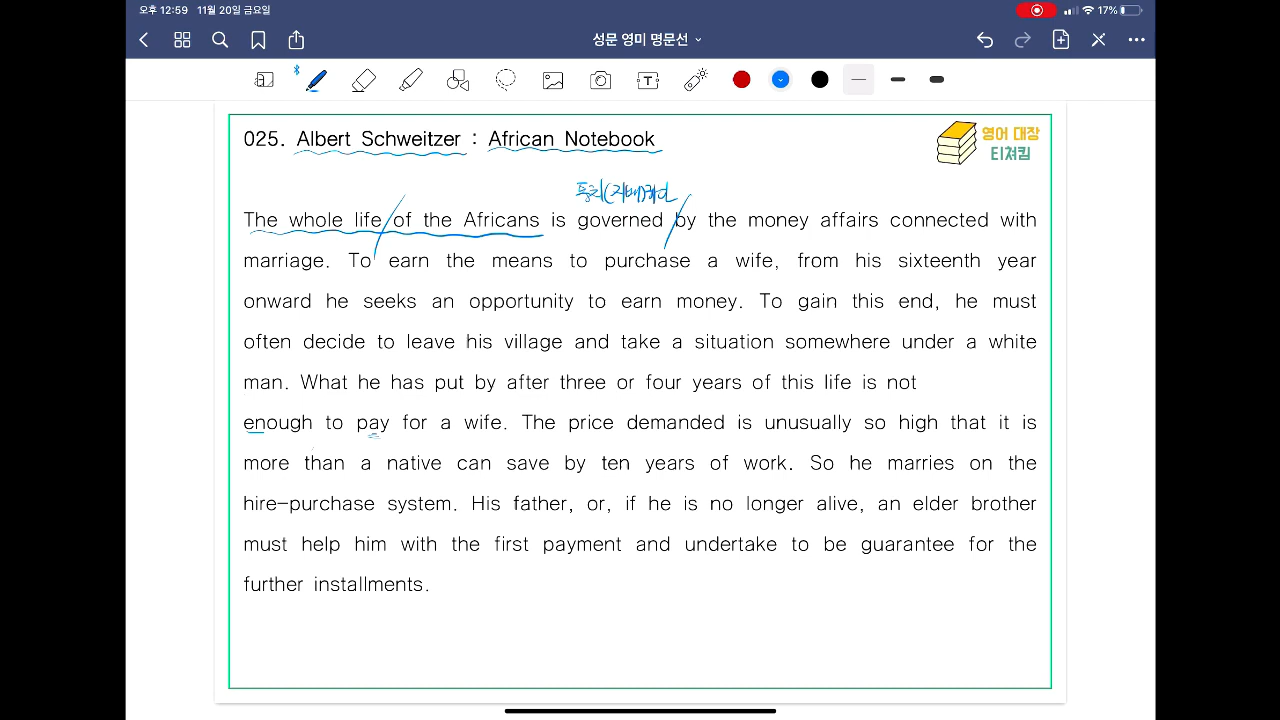 오후 12:59 11월 20일 금요일
17%
성문 영미 명문선
T
025. Albert Schweitzer : African Notebook
영어 대장
티쳐킴
The whole life of the Africans is governed by the money affairs connected with
marriage. To earn the means to purchase a wife, from his sixteenth year
onward he seeks an opportunity to earn money. To gain this end, he must
often decide to leave his village and take a situation somewhere under a white
man. What he has put by after three or four years of this life is not
enough to pay for a wife. The price demanded is unusually so high that it is
more than a native can save by ten years of work. So he marries on the
hire-purchase system. His father, or, if he is no longer alive, an elder brother
must help him with the first payment and undertake to be guarantee for the
further installments.